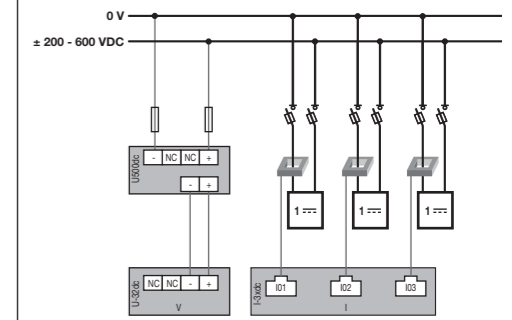 0 V
± 200 - 600 VDC
U500dc
- NC NC +
- +
1 1 1
U-32dc
NC NC - +
V
I-3xdc
I01 I02 I03
I